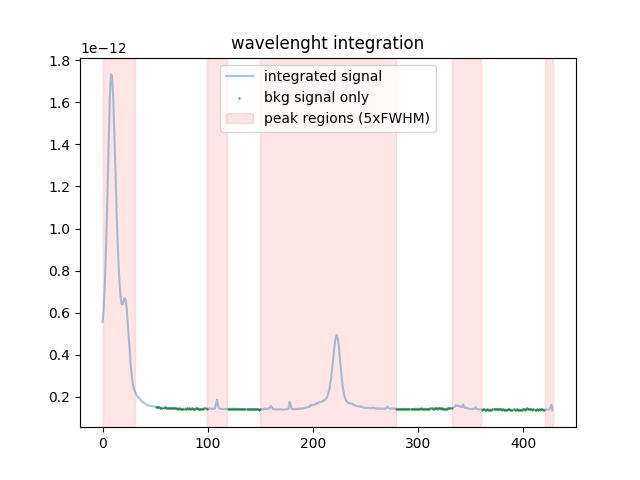 wavelenght integration
1e−12
1.8
1.6
1.4
1.2
1.0
0.8
0.6
0.4
0.2
integrated signal
bkg signal only
peak regions (5xFWHM)
0 100 200 300 400